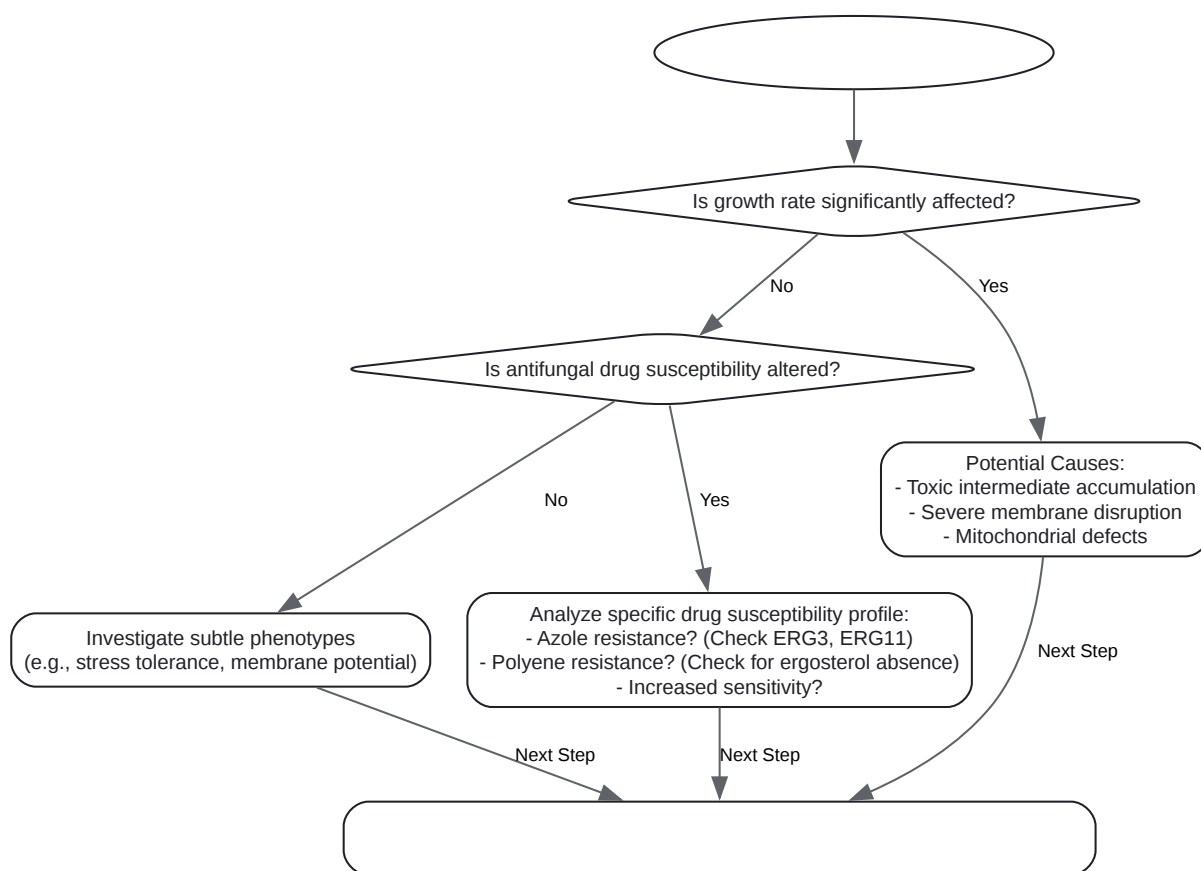 Is growth rate significantly affected?
No
Yes
Is antifungal drug susceptibility altered?
Potential Causes:
- Toxic intermediate accumulation
- Severe membrane disruption
- Mitochondrial defects
No
Yes
Investigate subtle phenotypes
(e.g., stress tolerance, membrane potential)
Analyze specific drug susceptibility profile:
- Azole resistance? (Check ERG3, ERG11)
- Polyene resistance? (Check for ergosterol absence)
- Increased sensitivity?
Next Step
Next Step
Next Step